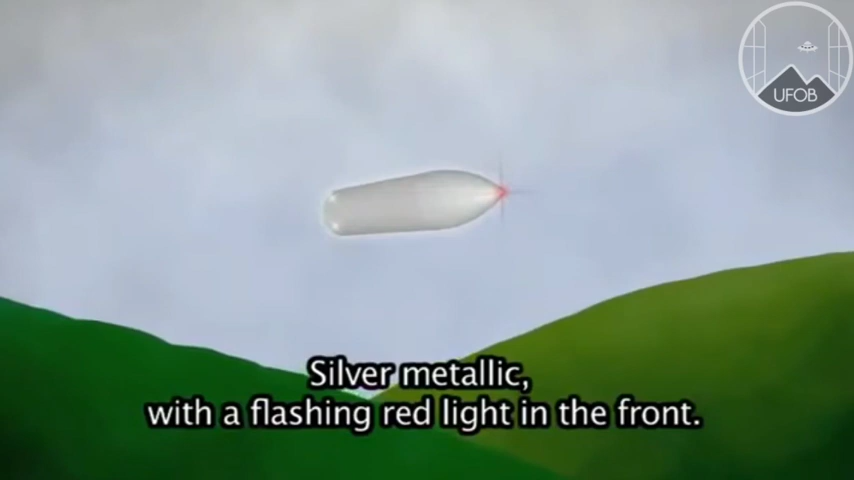 UFOB
Silver metallic,
with a flashing red light in the front.